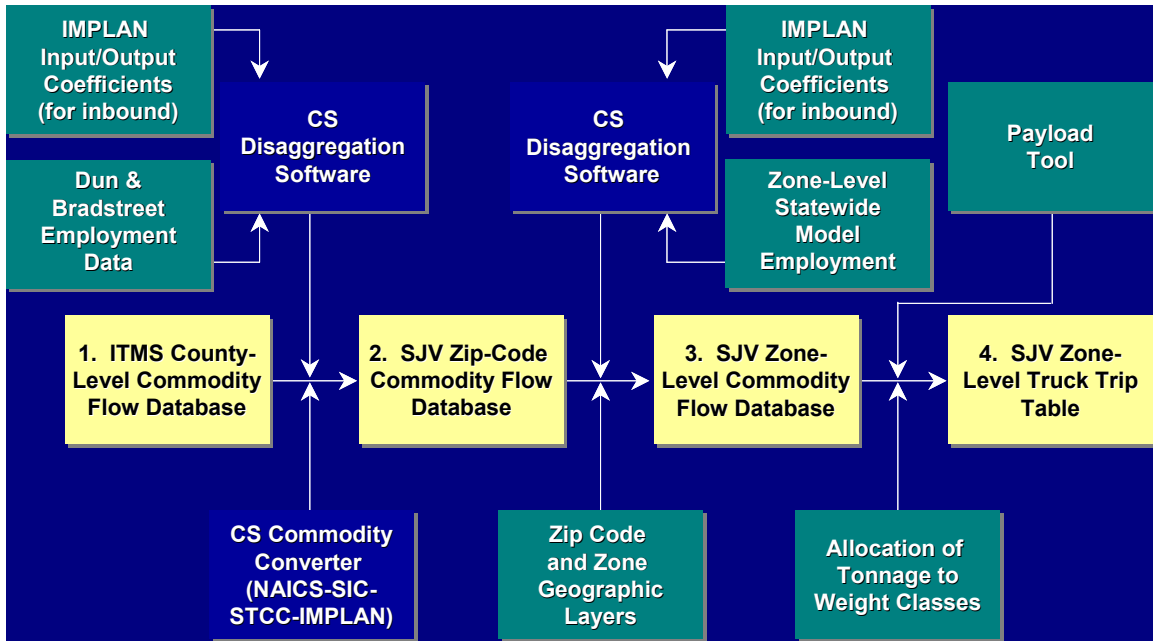 IMPLAN
Input/Output
Coefficients
(for inbound)
CS
Disaggregation
Software
Dun &
Bradstreet
Employment
Data
IMPLAN
Input/Output
Coefficients
(for inbound)
CS
Disaggregation
Software
Zone-Level
Statewide
Model
Employment
Payload
Tool
1. ITMS County-
Level Commodity
Flow Database
2. SJV Zip-Code
Commodity Flow
Database
3. SJV Zone-
Level Commodity
Flow Database
4. SJV Zone-
Level Truck Trip
Table
CS Commodity
Converter
(NAICS-SIC-
STCC-IMPLAN)
Zip Code
and Zone
Geographic
Layers
Allocation of
Tonnage to
Weight Classes